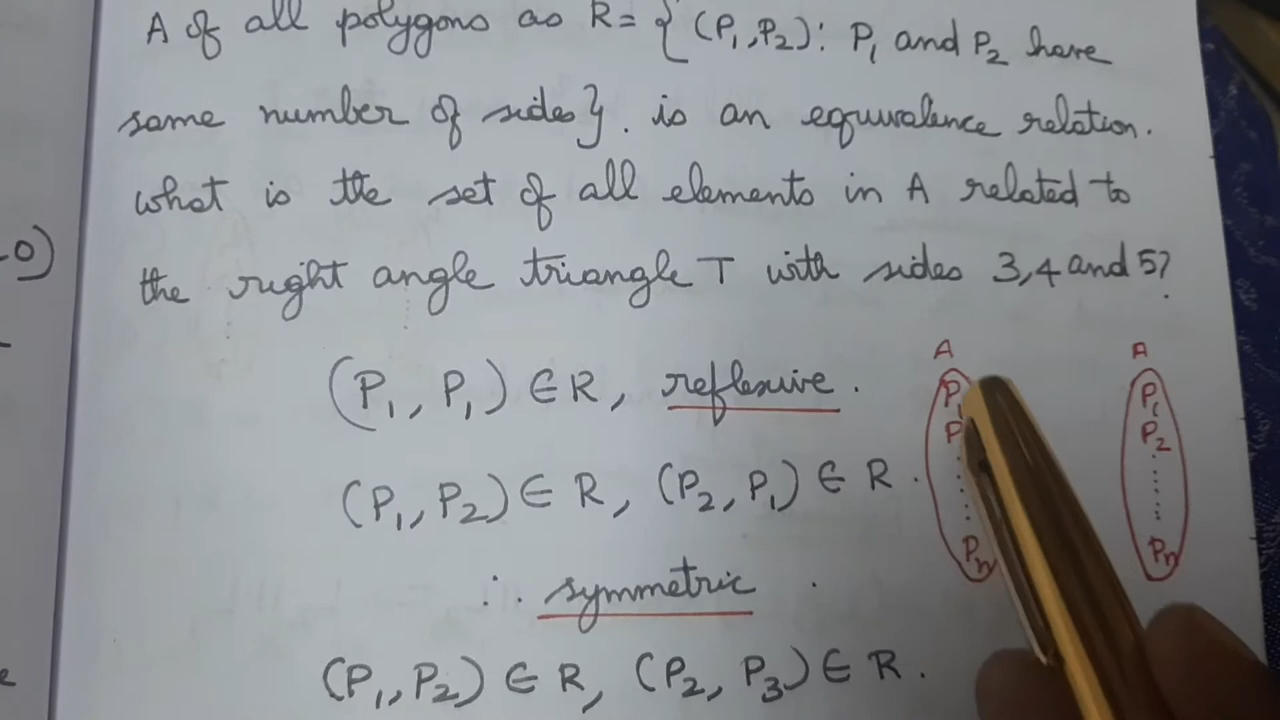 A of all polygons as R = { (P₁,P₂): P₁ and P₂ have
same number of sides}. is an equivalence relation.
what is the set of all elements in A related to
the right angle triangle T with sides 3,4 and 5?
-0)
(P₁, P₁) ∈ R, reflexive.
(P₁, P₂) ∈ R, (P₂, P₁) ∈ R.
∴ symmetric
(P₁, P₂) ∈ R, (P₂, P₃) ∈ R.
A
P₁
P
Pn
A
P₁
P₂
Pn